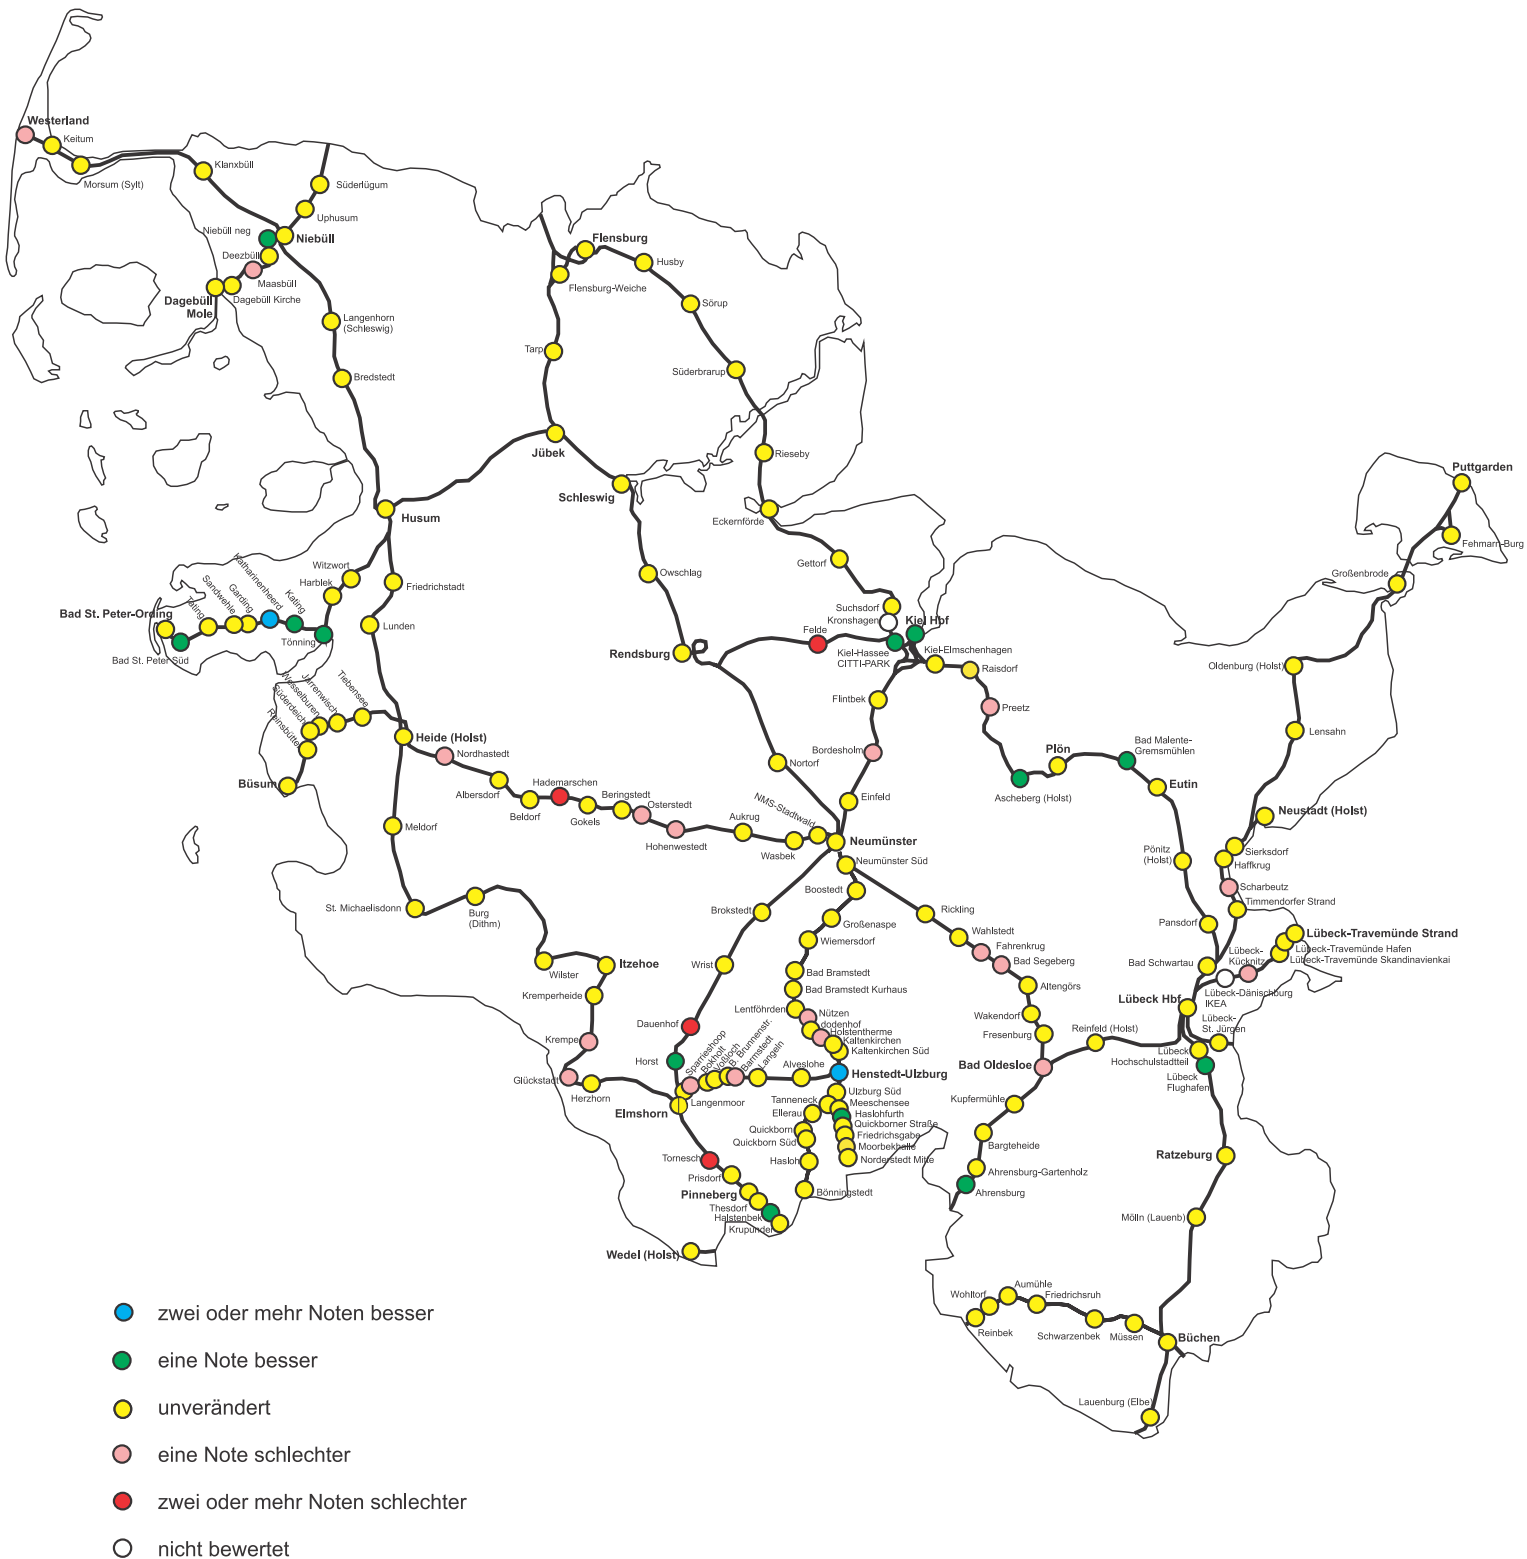 Westerland
Keitum
Morsum (Sylt)
Klanxbüll
Süderlügum
Uphusum
Niebüll neg
Niebüll
Deezbüll
Maasbüll
Dagebüll Kirche
Dagebüll
Mole
Langenhorn
(Schleswig)
Bredstedt
Flensburg
Husby
Flensburg-Weiche
Sörup
Tarp
Süderbrarup
Jübek
Rieseby
Schleswig
Eckernförde
Husum
Puttgarden
Fehmarn-Burg
Großenbrode
Gettorf
Owschlag
Witzwort
Harblek
Friedrichstadt
Katharinenheerd
Kating
Garding
Sandwehle
Tating
Bad St. Peter-Ording
Bad St. Peter Süd
Tönning
Lunden
Suchsdorf
Kronshagen
Kiel Hbf
Felde
Kiel-Hassee
CITTI-PARK
Kiel-Elmschenhagen
Raisdorf
Rendsburg
Oldenburg (Holst)
Flintbek
Preetz
Tiebensee
Jarrenwisch
Wesselburen
Süderdeich
Reinsbüttel
Heide (Holst)
Nordhastedt
Büsum
Lensahn
Bad Malente-
Gremsmühlen
Plön
Bordesholm
Nortorf
Ascheberg (Holst)
Eutin
Hademarschen
Albersdorf
Beldorf
Gokels
Beringstedt
Osterstedt
Hohenwestedt
Aukrug
Wasbek
NMS-Stadtwald
Einfeld
Neumünster
Neumünster Süd
Neustadt (Holst)
Meldorf
Sierksdorf
Haffkrug
Pönitz
(Holst)
Scharbeutz
Timmendorfer Strand
Boostedt
Brokstedt
Großenaspe
Rickling
St. Michaelisdonn
Burg
(Dithm)
Pansdorf
Wiemersdorf
Wahlstedt
Fahrenkrug
Bad Segeberg
Lübeck-Travemünde Strand
Lübeck-Travemünde Hafen
Lübeck-Travemünde Skandinavienkai
Lübeck-
Kücknitz
Bad Schwartau
Wilster
Itzehoe
Wrist
Bad Bramstedt
Bad Bramstedt Kurhaus
Altengörs
Lübeck-Dänischburg
IKEA
Lübeck Hbf
Kremperheide
Lentföhrden
Nützen
dodenhof
Holstentherme
Kaltenkirchen
Kaltenkirchen Süd
Wakendorf
Fresenburg
Reinfeld (Holst)
Lübeck-
St. Jürgen
Lübeck
Hochschulstadtteil
Lübeck
Flughafen
Dauenhof
Krempe
Horst
Sparrieshoop
Bokholt
Voßloch
B. Brunnenstr.
Barmstedt
Langeln
Alveslohe
Henstedt-Ulzburg
Bad Oldesloe
Glückstadt
Herzhorn
Elmshorn
Langenmoor
Ulzburg Süd
Tanneck
Meeschensee
Ellerau
Haslohfurth
Quickborner Straße
Quickborn
Friedrichsgabe
Quickborn Süd
Moorbekhalle
Norderstedt Mitte
Hasloh
Bönningstedt
Kupfermühle
Bargteheide
Ahrensburg-Gartenholz
Ahrensburg
Ratzeburg
Tornesch
Prisdorf
Pinneberg
Thesdorf
Halstenbek
Krupunder
Wedel (Holst)
Mölln (Lauenb)
Aumühle
Wohltorf
Friedrichsruh
Reinbek
Schwarzenbek
Müssen
Büchen
Lauenburg (Elbe)
zwei oder mehr Noten besser
eine Note besser
unverändert
eine Note schlechter
zwei oder mehr Noten schlechter
nicht bewertet